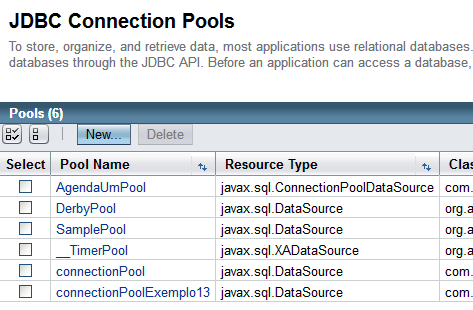 JDBC Connection Pools
To store, organize, and retrieve data, most applications use relational databases.
databases through the JDBC API. Before an application can access a database,
Pools (6)
New... Delete
Select Pool Name Resource Type Clas
AgendaUmPool javax.sql.ConnectionPoolDataSource com.
DerbyPool javax.sql.DataSource org.a
SamplePool javax.sql.DataSource org.a
__TimerPool javax.sql.XADataSource org.a
connectionPool javax.sql.DataSource com.
connectionPoolExemplo13 javax.sql.DataSource com.